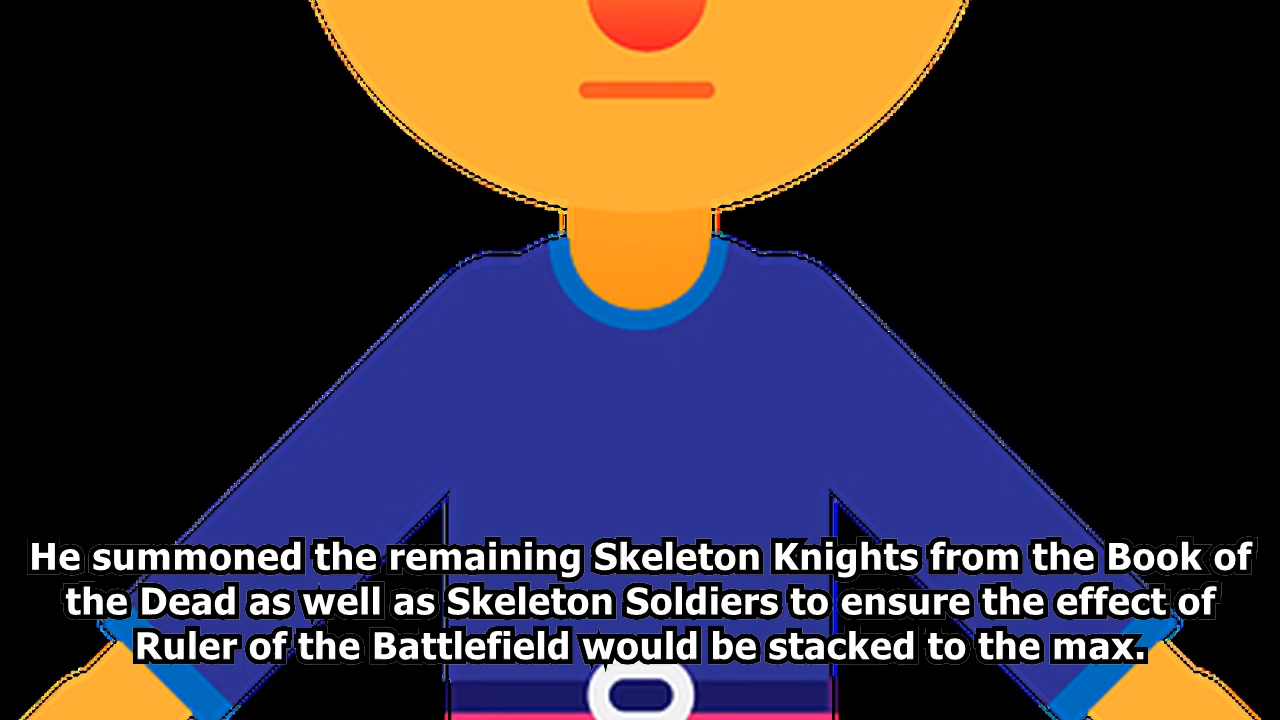 He summoned the remaining Skeleton Knights from the Book of
the Dead as well as Skeleton Soldiers to ensure the effect of
Ruler of the Battlefield would be stacked to the max.